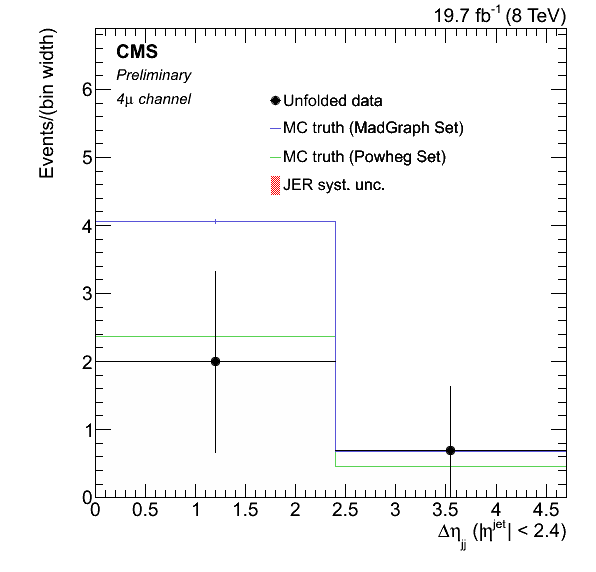 19.7 fb⁻¹ (8 TeV)
CMS
Preliminary
4μ channel
Unfolded data
MC truth (MadGraph Set)
MC truth (Powheg Set)
JER syst. unc.
Events/(bin width)
6
5
4
3
2
1
0
0 0.5 1 1.5 2 2.5 3 3.5 4 4.5
Δη_jj (|η^jet| < 2.4)